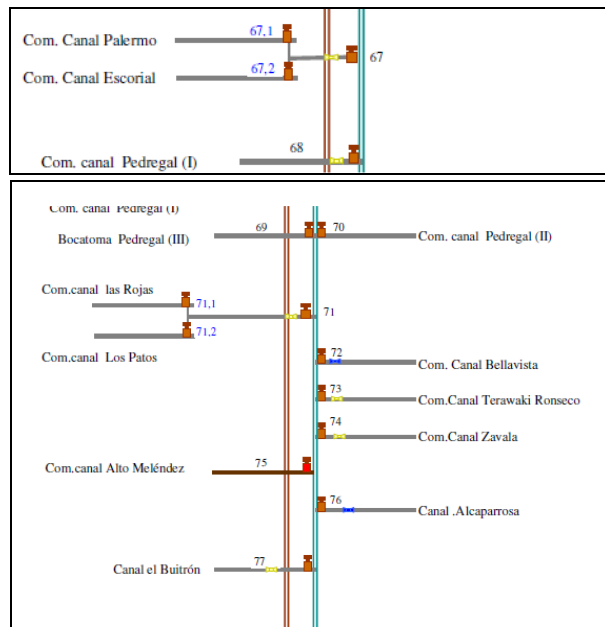 67,1
Com. Canal Palermo
67
67,2
Com. Canal Escorial
68
Com. canal Pedregal (I)
Com. canal Pedregal (I)
69 70
Bocatoma Pedregal (III) Com. canal Pedregal (II)
Com.canal las Rojas
71,1 71
71,2
Com.canal Los Patos
72
Com. Canal Bellavista
73
Com.Canal Terawaki Ronseco
74
Com.Canal Zavala
Com.canal Alto Meléndez 75
76
Canal .Alcaparrosa
77
Canal el Buitrón